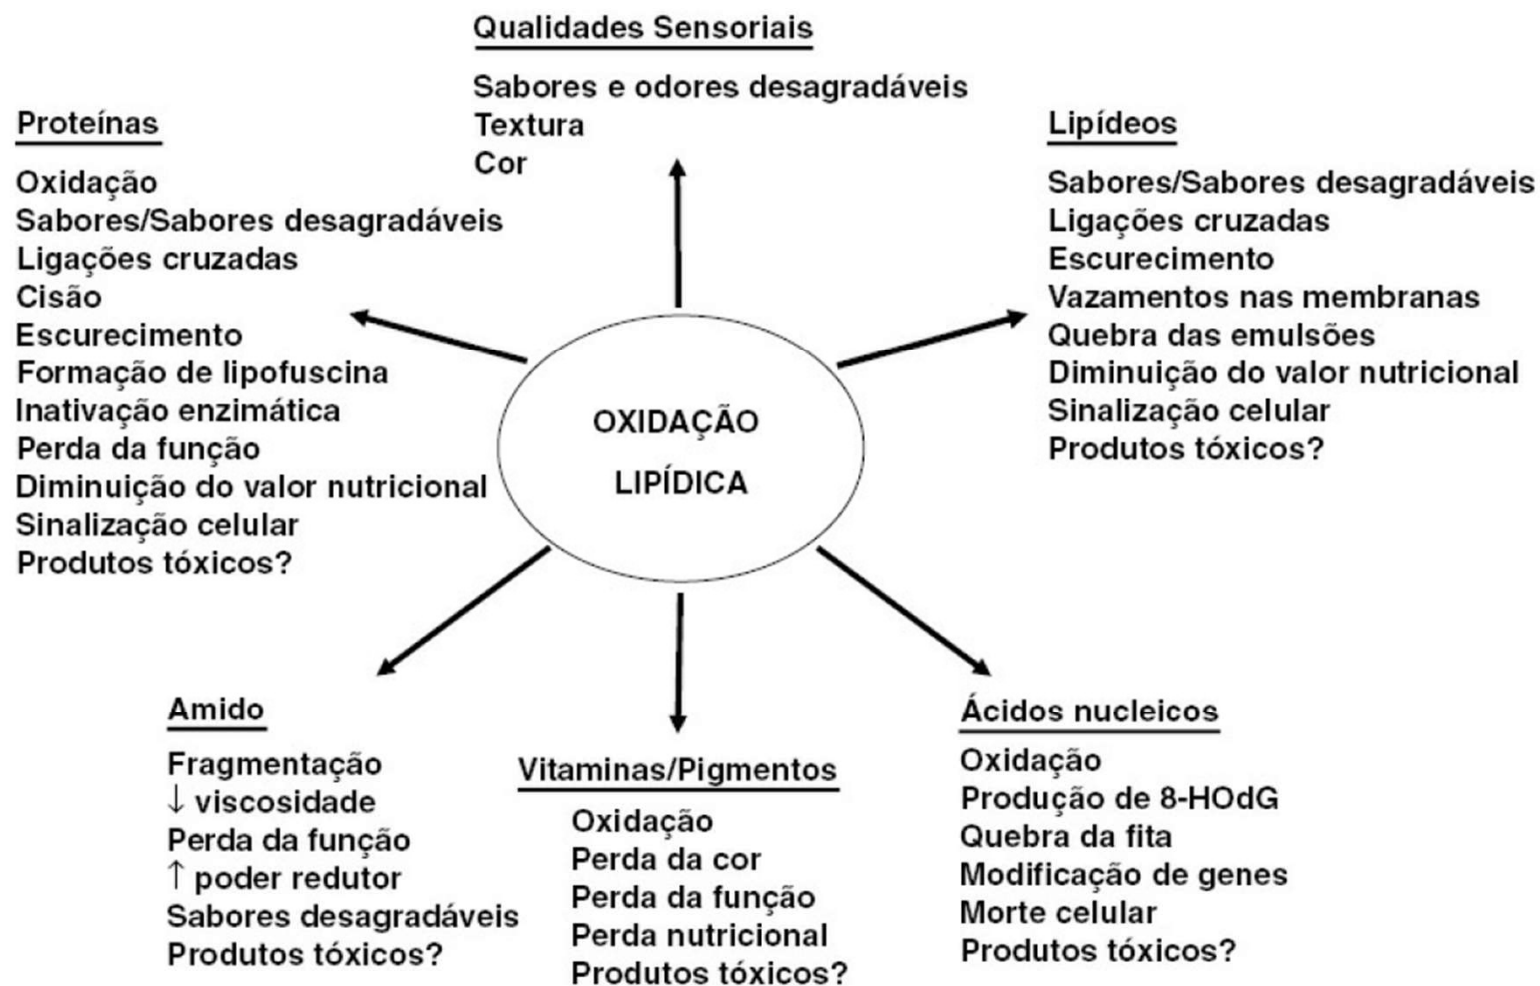 Qualidades Sensoriais
Sabores e odores desagradáveis
Textura
Cor
Proteínas
Oxidação
Sabores/Sabores desagradáveis
Ligações cruzadas
Cisão
Escurecimento
Formação de lipofuscina
Inativação enzimática
Perda da função
Diminuição do valor nutricional
Sinalização celular
Produtos tóxicos?
Lipídeos
Sabores/Sabores desagradáveis
Ligações cruzadas
Escurecimento
Vazamentos nas membranas
Quebra das emulsões
Diminuição do valor nutricional
Sinalização celular
Produtos tóxicos?
OXIDAÇÃO
LIPÍDICA
Amido
Fragmentação
↓ viscosidade
Perda da função
↑ poder redutor
Sabores desagradáveis
Produtos tóxicos?
Vitaminas/Pigmentos
Oxidação
Perda da cor
Perda da função
Perda nutricional
Produtos tóxicos?
Ácidos nucleicos
Oxidação
Produção de 8-HOdG
Quebra da fita
Modificação de genes
Morte celular
Produtos tóxicos?